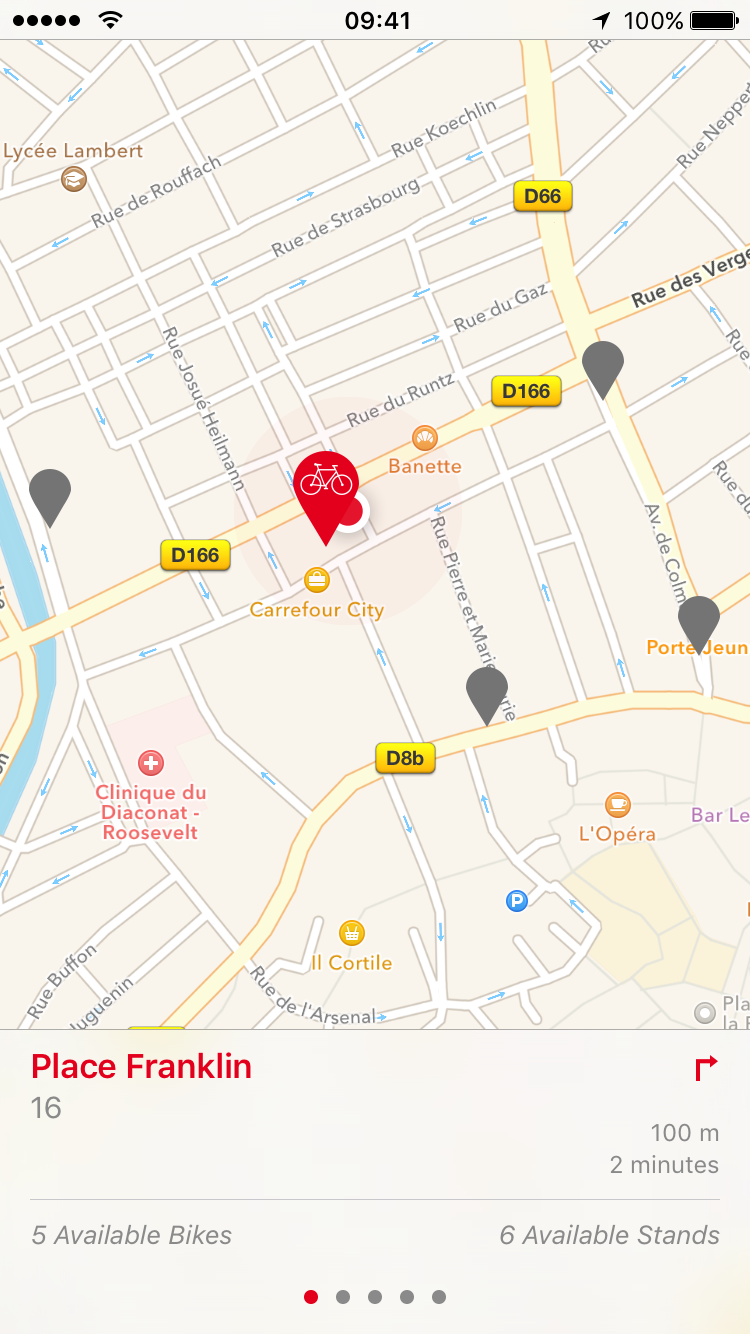 09:41
100%
Rue Koechlin
Rue Neppert
Lycée Lambert
Rue de Rouffach
D66
Rue de Strasbourg
Rue des Verge
Rue du Gaz
Rue Josué Heilmann
D166
Rue du Runtz
Banette
Rue du
D166
Rue Pierre et Marie
Av. de Colm
Carrefour City
Porte Jeun
D8b
Clinique du
Diaconat -
Roosevelt
L'Opéra
Bar Le
P
Il Cortile
Rue Buffon
Huguenin
Rue de l'Arsenal
Pla
la
Place Franklin
16
100 m
2 minutes
5 Available Bikes
6 Available Stands